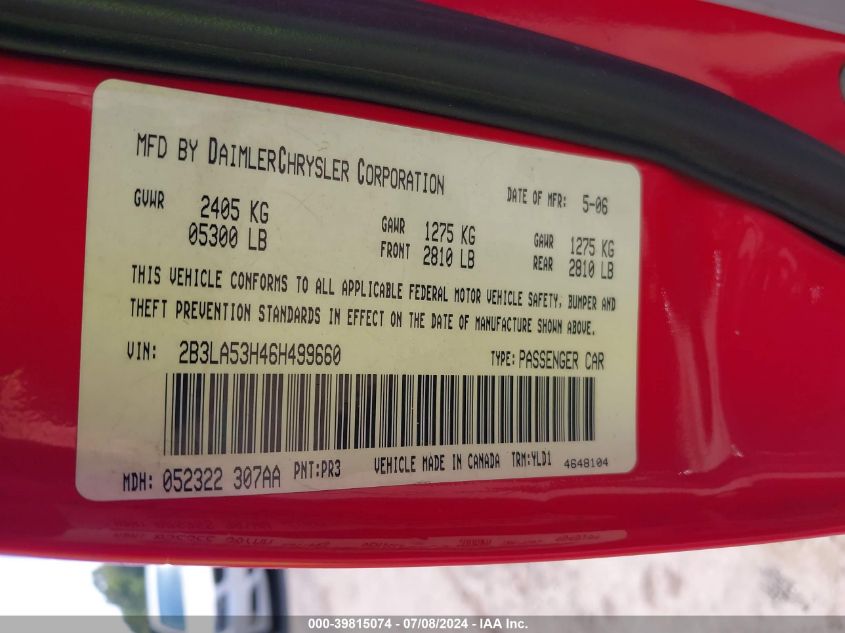 MFD BY DAIMLERCHRYSLER CORPORATION
DATE OF MFR: 5-06
GVWR 2405 KG
05300 LB
GAWR FRONT 1275 KG
2810 LB
GAWR REAR 1275 KG
2810 LB
THIS VEHICLE CONFORMS TO ALL APPLICABLE FEDERAL MOTOR VEHICLE SAFETY, BUMPER AND
THEFT PREVENTION STANDARDS IN EFFECT ON THE DATE OF MANUFACTURE SHOWN ABOVE.
VIN: 2B3LA53H46H499660 TYPE: PASSENGER CAR
MDH: 052322 307AA PNT:PR3 VEHICLE MADE IN CANADA TRM:YLD1 4648104
000-39815074 - 07/08/2024 - IAA Inc.